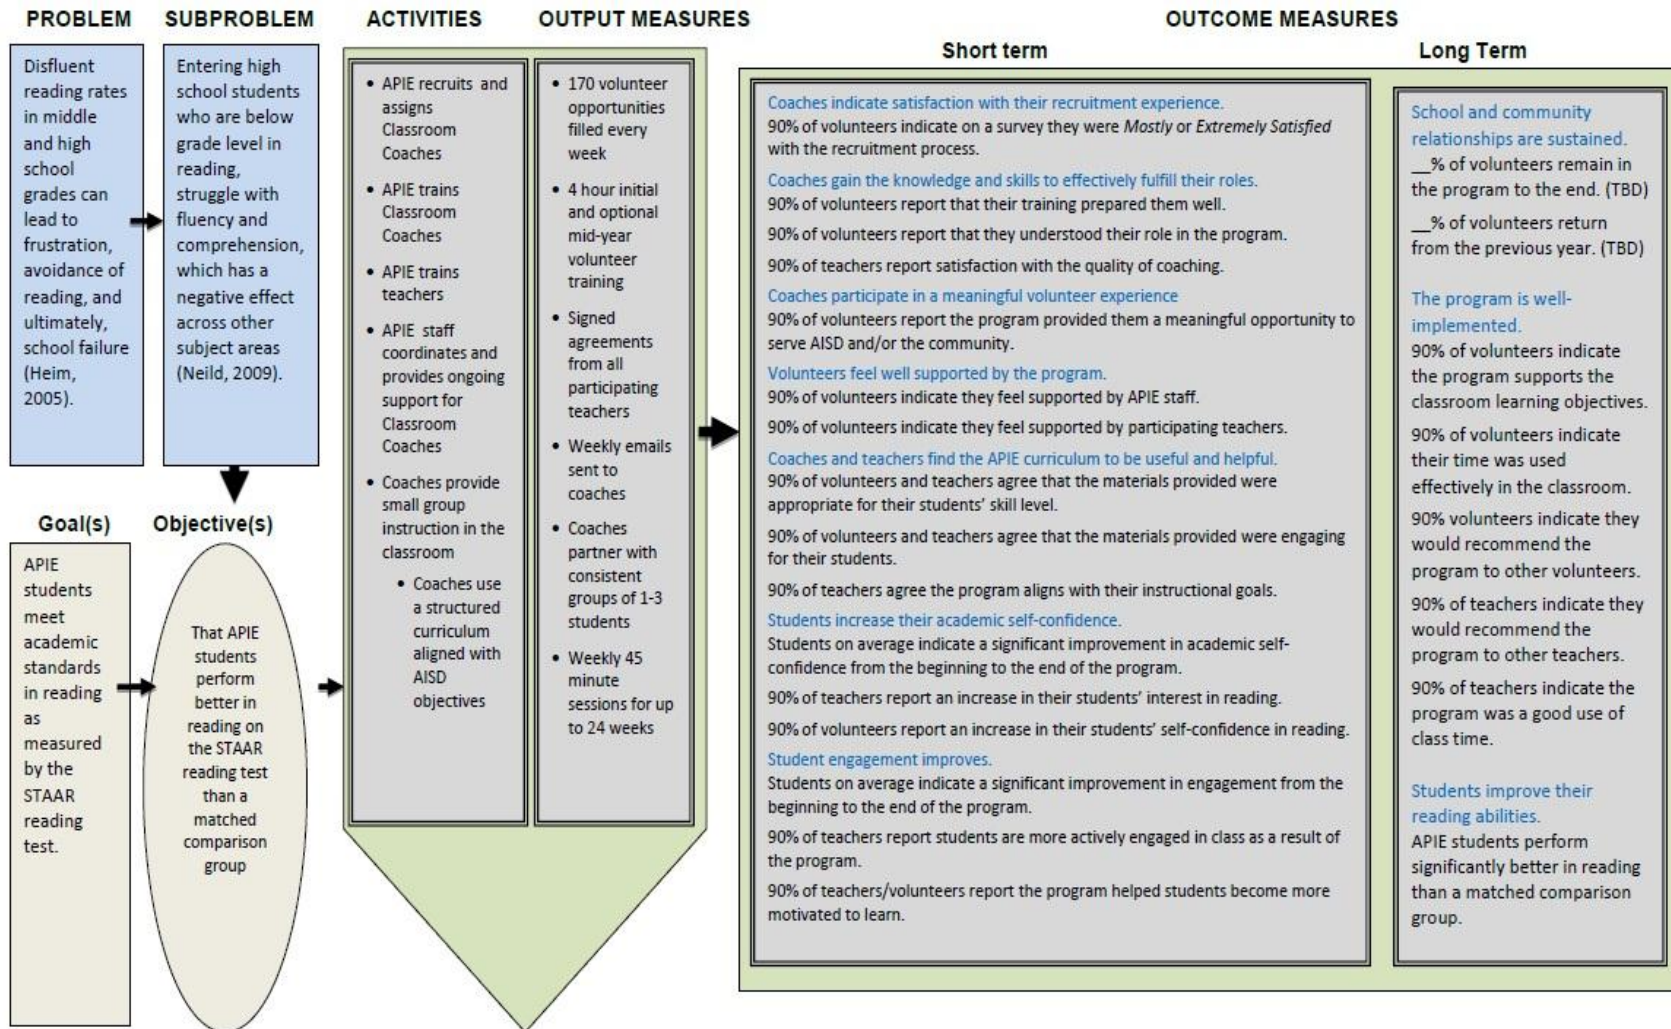 PROBLEM
Disfluent
reading rates
in middle
and high
school
grades can
lead to
frustration,
avoidance of
reading, and
ultimately,
school failure
(Heim,
2005).
SUBPROBLEM
Entering high
school students
who are below
grade level in
reading,
struggle with
fluency and
comprehension,
which has a
negative effect
across other
subject areas
(Neild, 2009).
Goal(s)
APIE
students
meet
academic
standards
in reading
as
measured
by the
STAAR
reading
test.
Objective(s)
That APIE
students
perform
better in
reading on
the STAAR
reading test
than a
matched
comparison
group
ACTIVITIES
• APIE recruits and
assigns
Classroom
Coaches
• APIE trains
Classroom
Coaches
• APIE trains
teachers
• APIE staff
coordinates and
provides ongoing
support for
Classroom
Coaches
• Coaches provide
small group
instruction in the
classroom
• Coaches use
a structured
curriculum
aligned with
AISD
objectives
OUTPUT MEASURES
• 170 volunteer
opportunities
filled every
week
• 4 hour initial
and optional
mid-year
volunteer
training
• Signed
agreements
from all
participating
teachers
• Weekly emails
sent to
coaches
• Coaches
partner with
consistent
groups of 1-3
students
• Weekly 45
minute
sessions for up
to 24 weeks
OUTCOME MEASURES
Short term
Coaches indicate satisfaction with their recruitment experience.
90% of volunteers indicate on a survey they were Mostly or Extremely Satisfied
with the recruitment process.
Coaches gain the knowledge and skills to effectively fulfill their roles.
90% of volunteers report that their training prepared them well.
90% of volunteers report that they understood their role in the program.
90% of teachers report satisfaction with the quality of coaching.
Coaches participate in a meaningful volunteer experience
90% of volunteers report the program provided them a meaningful opportunity to
serve AISD and/or the community.
Volunteers feel well supported by the program.
90% of volunteers indicate they feel supported by APIE staff.
90% of volunteers indicate they feel supported by participating teachers.
Coaches and teachers find the APIE curriculum to be useful and helpful.
90% of volunteers and teachers agree that the materials provided were
appropriate for their students' skill level.
90% of volunteers and teachers agree that the materials provided were engaging
for their students.
90% of teachers agree the program aligns with their instructional goals.
Students increase their academic self-confidence.
Students on average indicate a significant improvement in academic self-
confidence from the beginning to the end of the program.
90% of teachers report an increase in their students' interest in reading.
90% of volunteers report an increase in their students' self-confidence in reading.
Student engagement improves.
Students on average indicate a significant improvement in engagement from the
beginning to the end of the program.
90% of teachers report students are more actively engaged in class as a result of
the program.
90% of teachers/volunteers report the program helped students become more
motivated to learn.
Long Term
School and community
relationships are sustained.
__% of volunteers remain in
the program to the end. (TBD)
__% of volunteers return
from the previous year. (TBD)
The program is well-
implemented.
90% of volunteers indicate
the program supports the
classroom learning objectives.
90% of volunteers indicate
their time was used
effectively in the classroom.
90% volunteers indicate they
would recommend the
program to other volunteers.
90% of teachers indicate they
would recommend the
program to other teachers.
90% of teachers indicate the
program was a good use of
class time.
Students improve their
reading abilities.
APIE students perform
significantly better in reading
than a matched comparison
group.